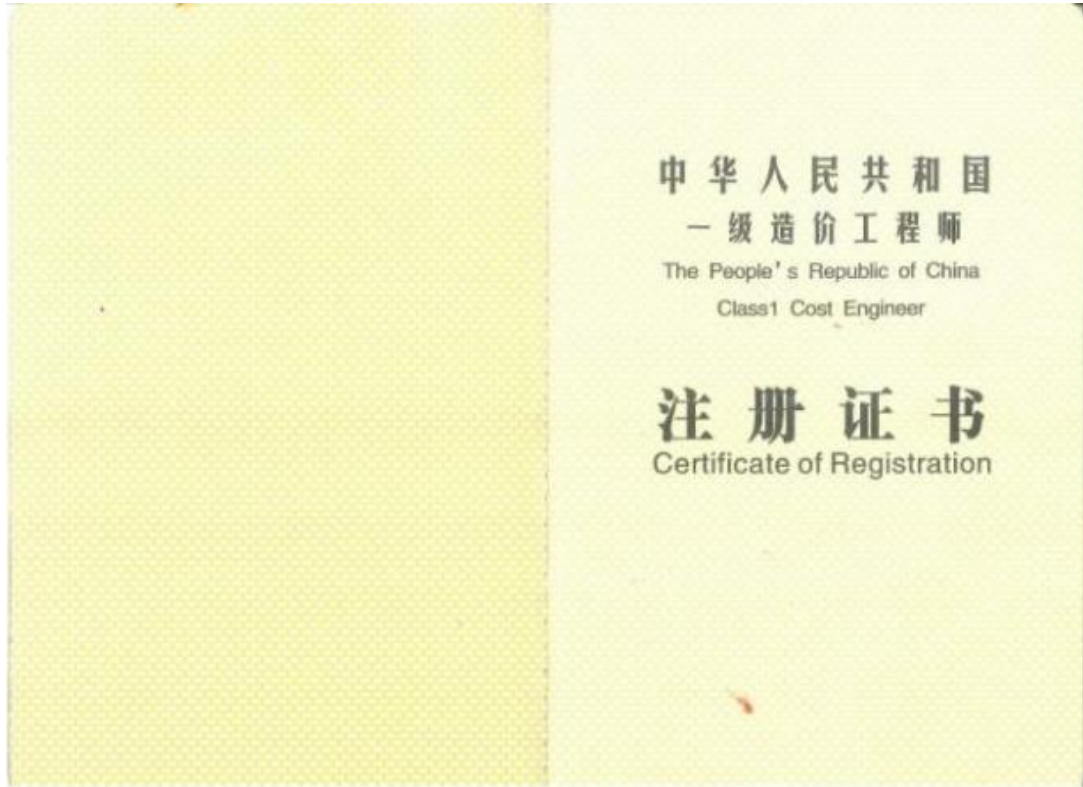 中华人民共和国
一级造价工程师
The People's Republic of China
Class1 Cost Engineer
注册证书
Certificate of Registration